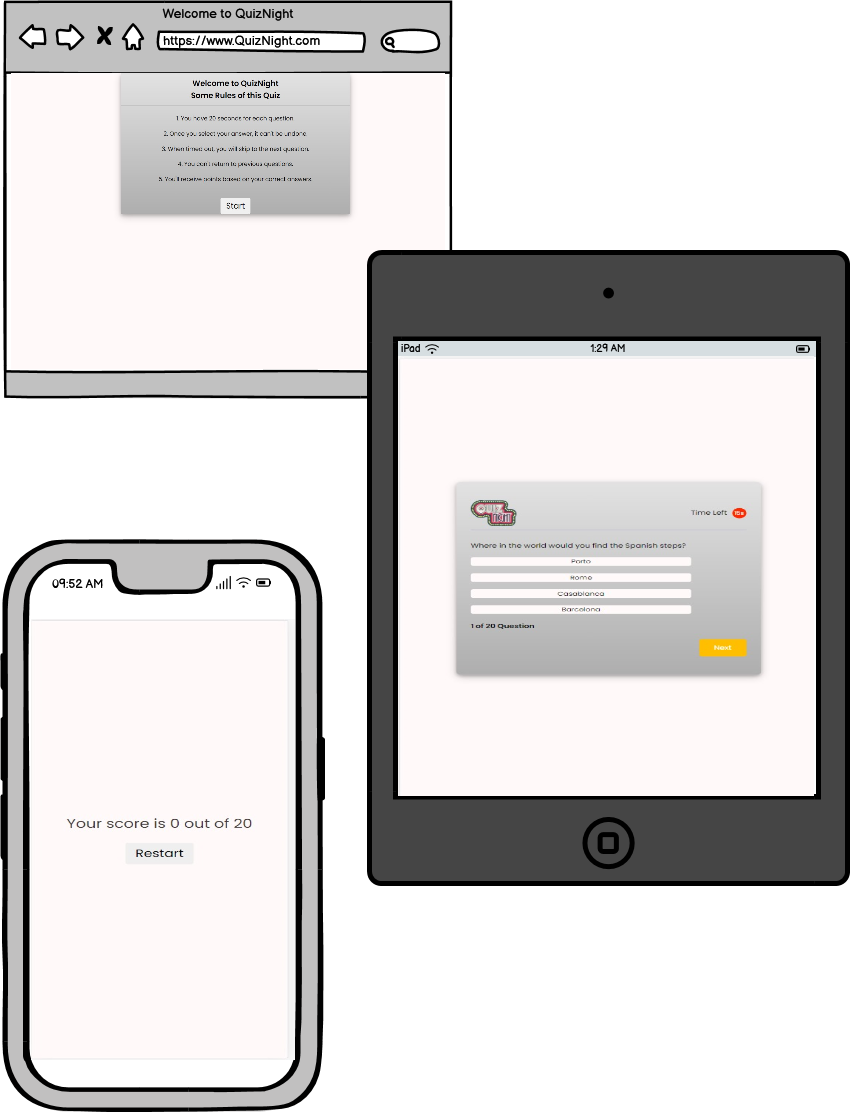 Welcome to QuizNight
https://www.QuizNight.com
Welcome to QuizNight
Some Rules of this Quiz
1. You have 20 seconds for each question.
2. Once you select your answer, it can't be undone.
3. When timed out, you will skip to the next question.
4. You can't return to previous questions.
5. You'll receive points based on your correct answers.
Start
iPad 1:29 AM
QUIZ
NIGHT
Time Left
Where in the world would you find the Spanish steps?
Porto
Rome
Casablanca
Barcelona
1 of 20 Question
Next
09:52 AM
Your score is 0 out of 20
Restart